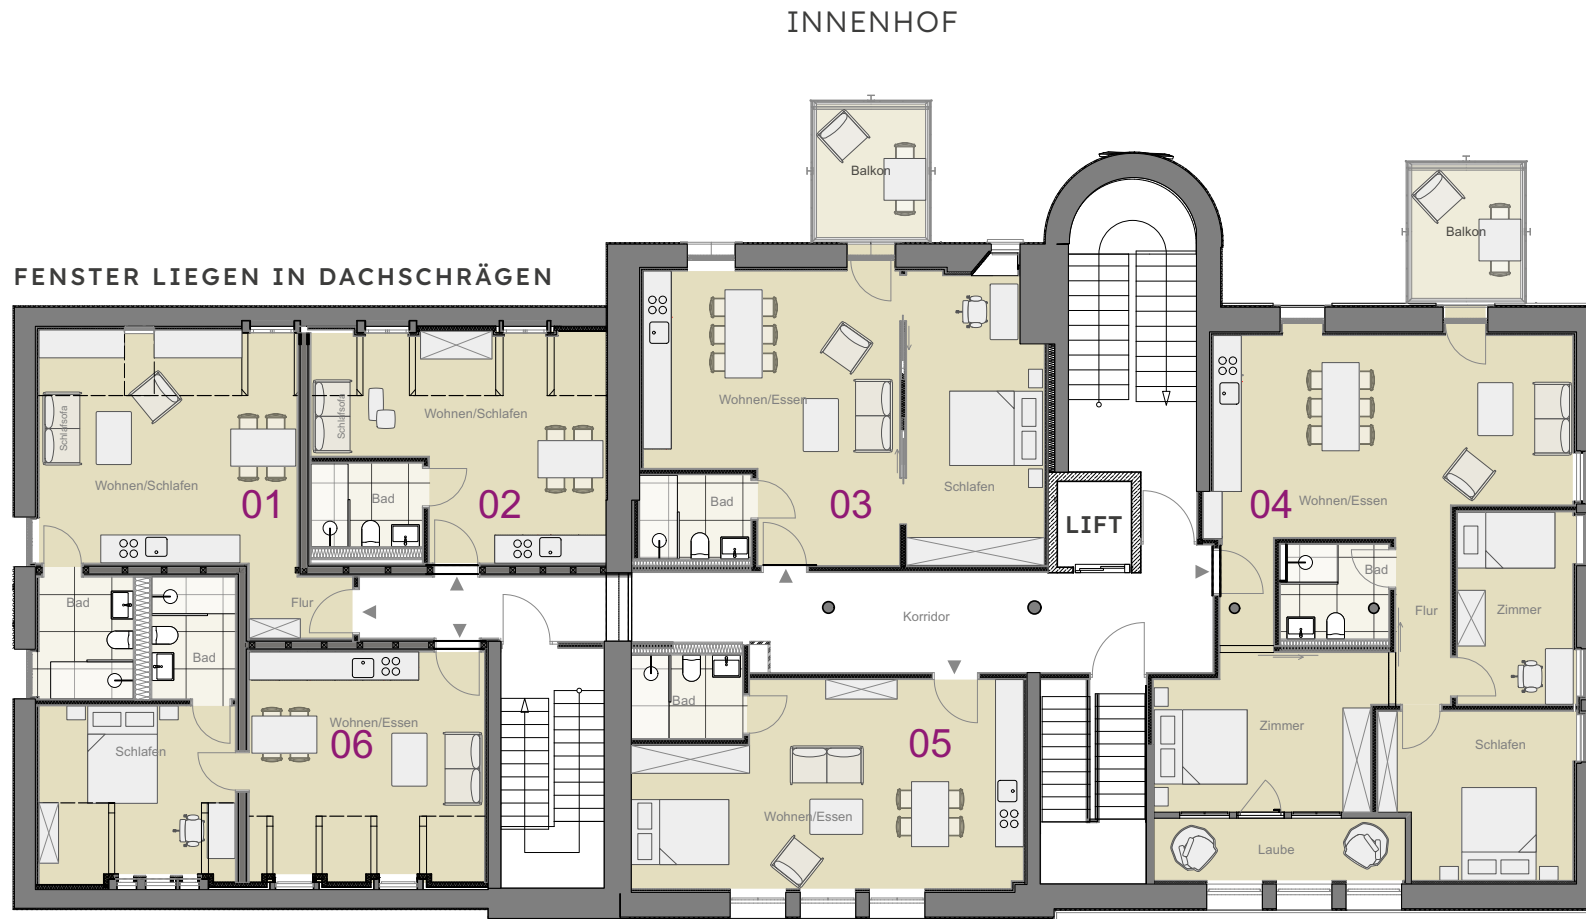 INNENHOF
Balkon
Balkon
FENSTER LIEGEN IN DACHSCHRÄGEN
Schlafsofa
Wohnen/Schlafen
01
Schlafsofa
Wohnen/Schlafen
Bad
02
Wohnen/Essen
Bad
03
Schlafen
LIFT
Wohnen/Essen
04
Bad
Flur
Zimmer
Bad
Bad
Flur
Korridor
Schlafen
Wohnen/Essen
06
Bad
Wohnen/Essen
05
Zimmer
Schlafen
Laube